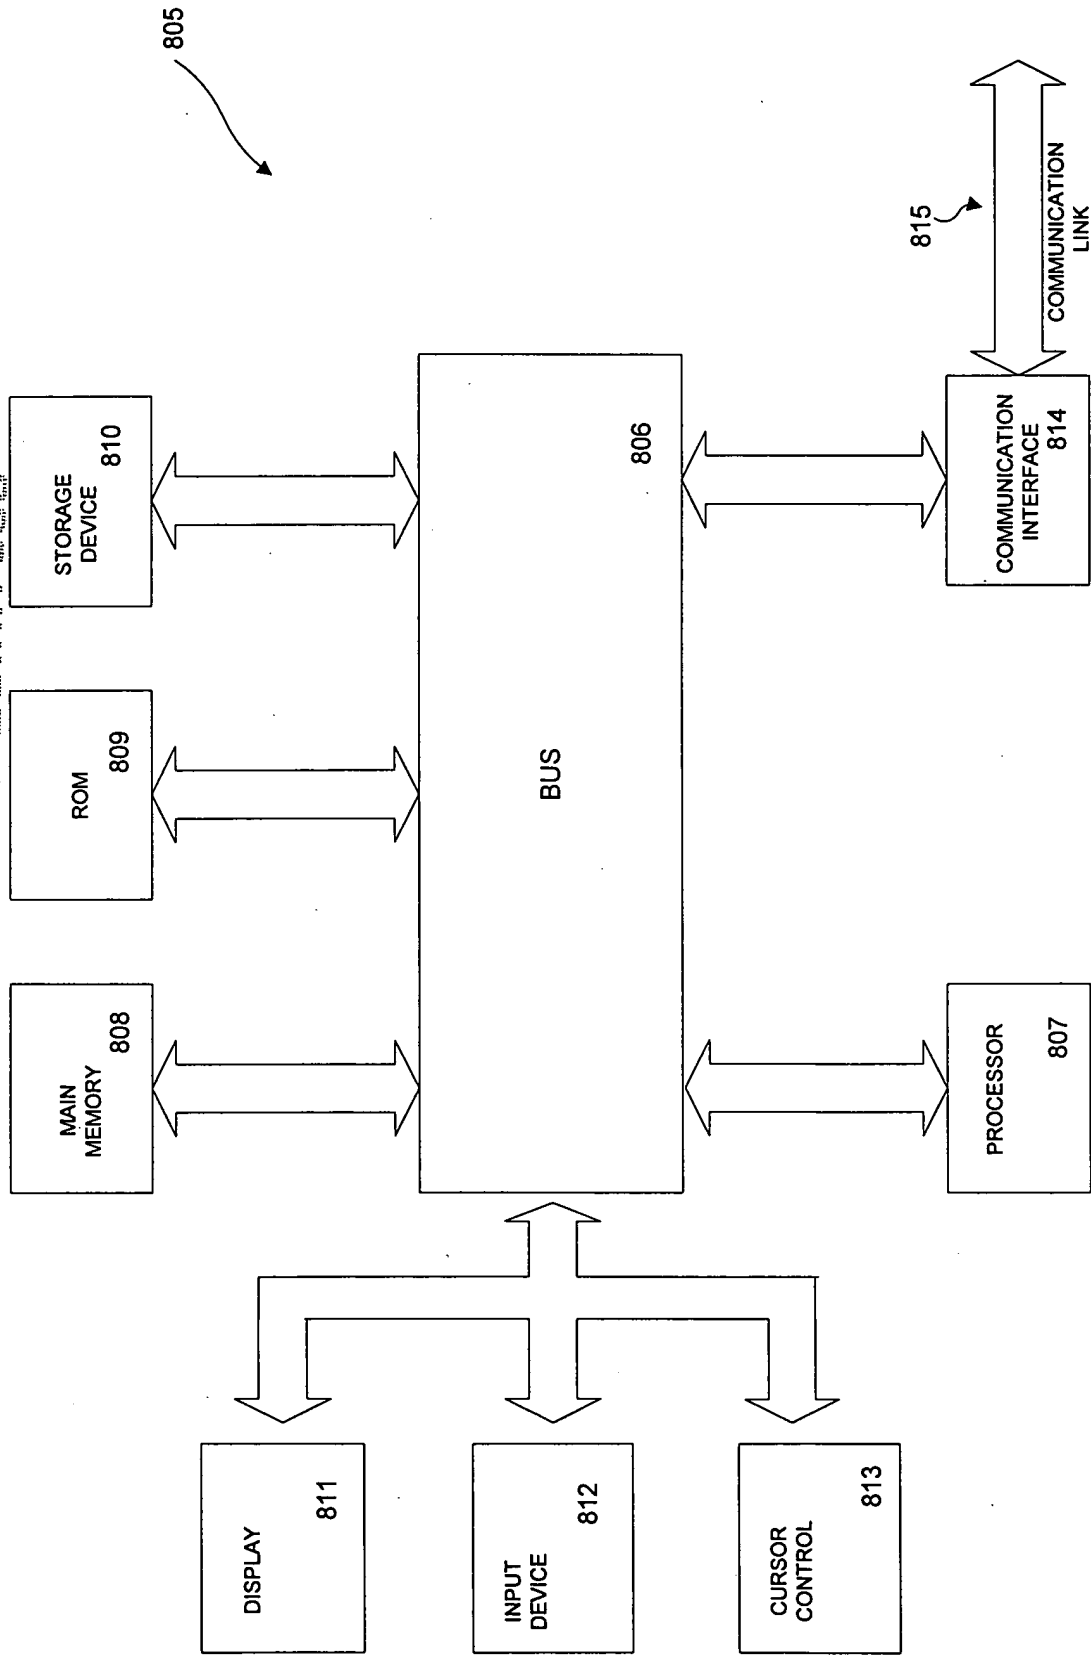 805
MAIN
MEMORY
808
ROM
809
STORAGE
DEVICE
810
DISPLAY
811
INPUT
DEVICE
812
CURSOR
CONTROL
813
BUS
806
PROCESSOR
807
COMMUNICATION
INTERFACE
814
815
COMMUNICATION
LINK